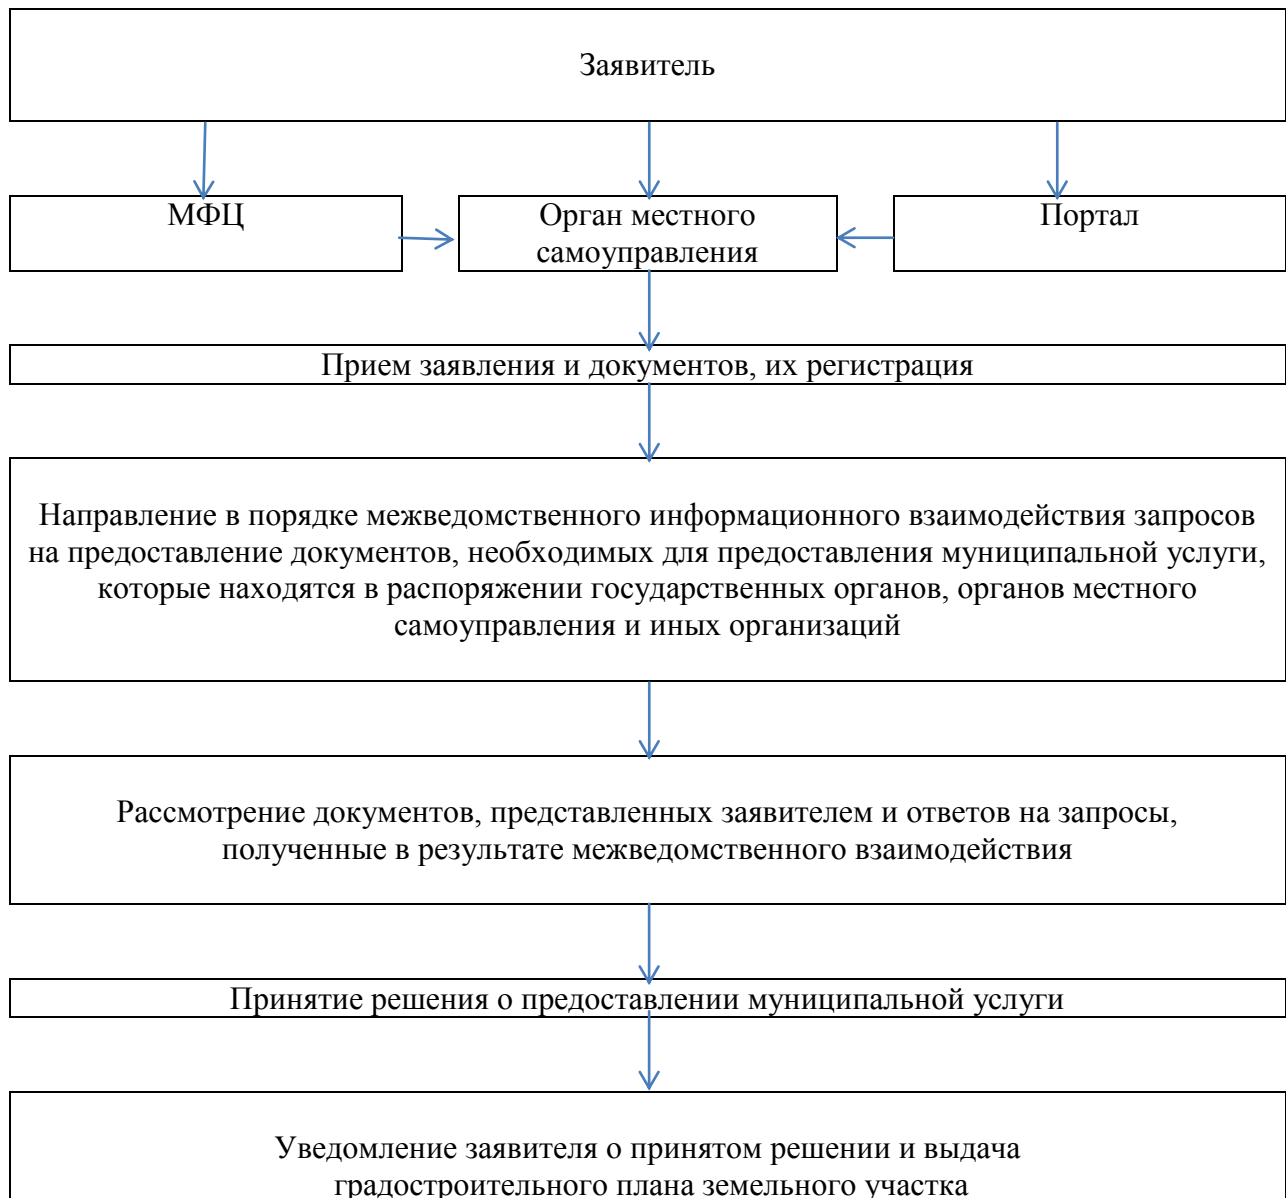 Заявитель
МФЦ
Орган местного
самоуправления
Портал
Прием заявления и документов, их регистрация
Направление в порядке межведомственного информационного взаимодействия запросов
на предоставление документов, необходимых для предоставления муниципальной услуги,
которые находятся в распоряжении государственных органов, органов местного
самоуправления и иных организаций
Рассмотрение документов, представленных заявителем и ответов на запросы,
полученные в результате межведомственного взаимодействия
Принятие решения о предоставлении муниципальной услуги
Уведомление заявителя о принятом решении и выдача
градостроительного плана земельного участка